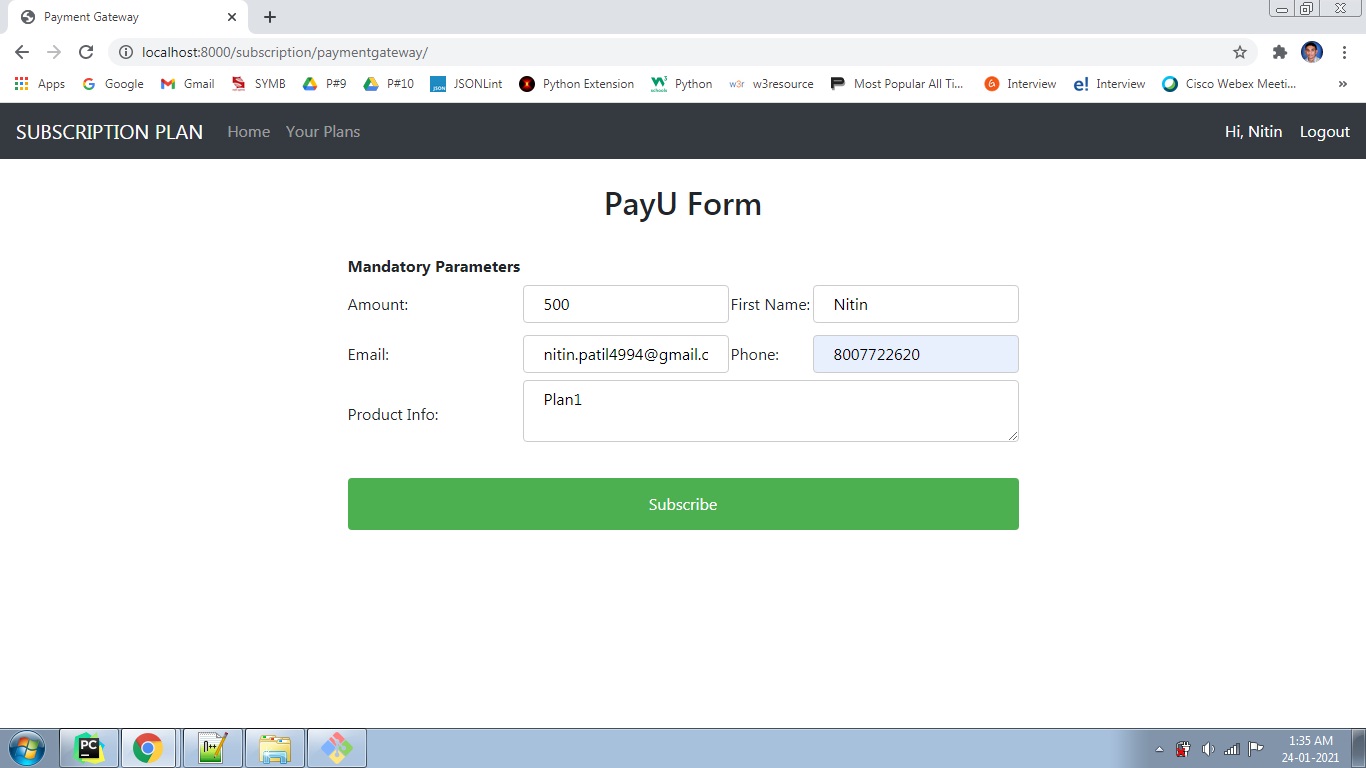 Payment Gateway
localhost:8000/subscription/paymentgateway/
Apps Google Gmail SYMB P#9 P#10 JSONLint Python Extension Python w3resource Most Popular All Ti... Interview Interview Cisco Webex Meeti... »
SUBSCRIPTION PLAN Home Your Plans Hi, Nitin Logout
PayU Form
Mandatory Parameters
Amount: 500 First Name: Nitin
Email: nitin.patil4994@gmail.c Phone: 8007722620
Product Info: Plan1
Subscribe
1:35 AM
24-01-2021